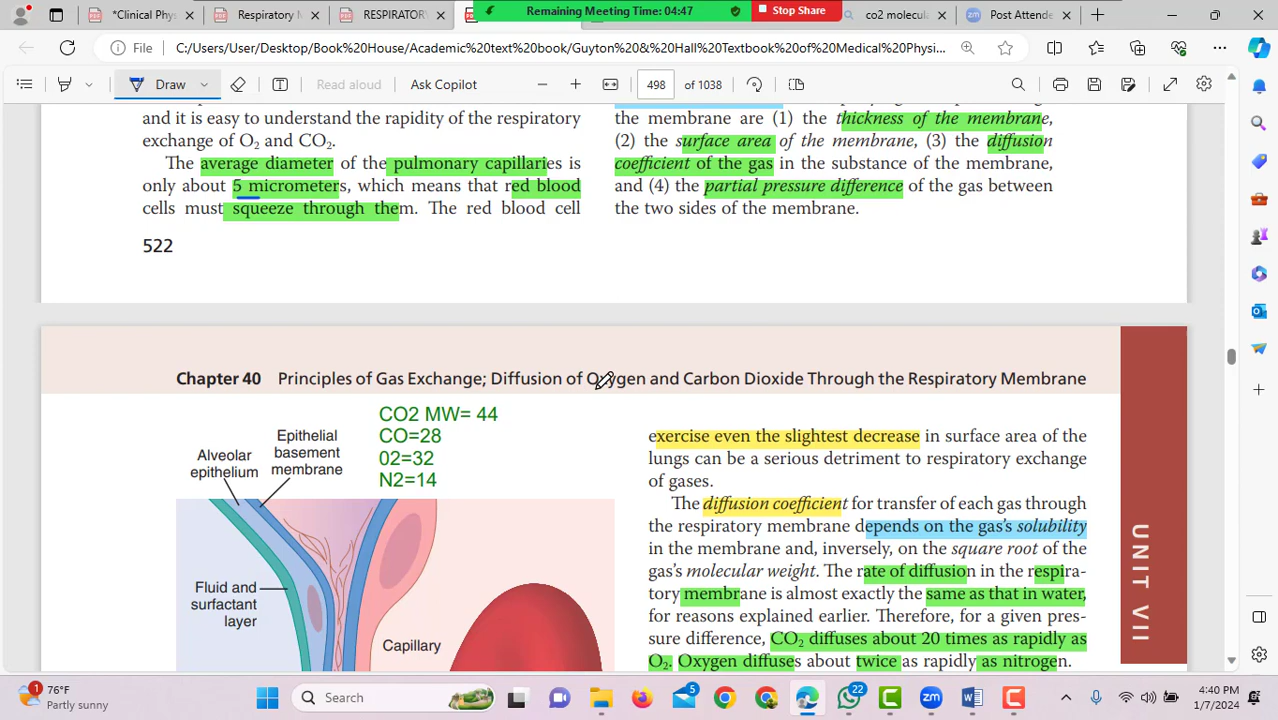 *Clinical Phys
Respiratory M
RESPIRATORY
Remaining Meeting Time: 04:47
Stop Share
co2 molecula
Post Attende
File
C:/Users/User/Desktop/Book%20House/Academic%20text%20book/Guyton%20&%20Hall%20Textbook%20of%20Medical%20Physi...
Draw
Read aloud
Ask Copilot
498 of 1038
and it is easy to understand the rapidity of the respiratory
exchange of O₂ and CO₂.
The average diameter of the pulmonary capillaries is
only about 5 micrometers, which means that red blood
cells must squeeze through them. The red blood cell
522
the membrane are (1) the thickness of the membrane,
(2) the surface area of the membrane, (3) the diffusion
coefficient of the gas in the substance of the membrane,
and (4) the partial pressure difference of the gas between
the two sides of the membrane.
Chapter 40 Principles of Gas Exchange; Diffusion of Oxygen and Carbon Dioxide Through the Respiratory Membrane
CO2 MW= 44
CO=28
02=32
N2=14
Alveolar
epithelium
Epithelial
basement
membrane
Fluid and
surfactant
layer
Capillary
exercise even the slightest decrease in surface area of the
lungs can be a serious detriment to respiratory exchange
of gases.
The diffusion coefficient for transfer of each gas through
the respiratory membrane depends on the gas's solubility
in the membrane and, inversely, on the square root of the
gas's molecular weight. The rate of diffusion in the respira-
tory membrane is almost exactly the same as that in water,
for reasons explained earlier. Therefore, for a given pres-
sure difference, CO₂ diffuses about 20 times as rapidly as
O₂. Oxygen diffuses about twice as rapidly as nitrogen.
UNIT VII
1
76°F
Partly sunny
Search
5
22
4:40 PM
1/7/2024